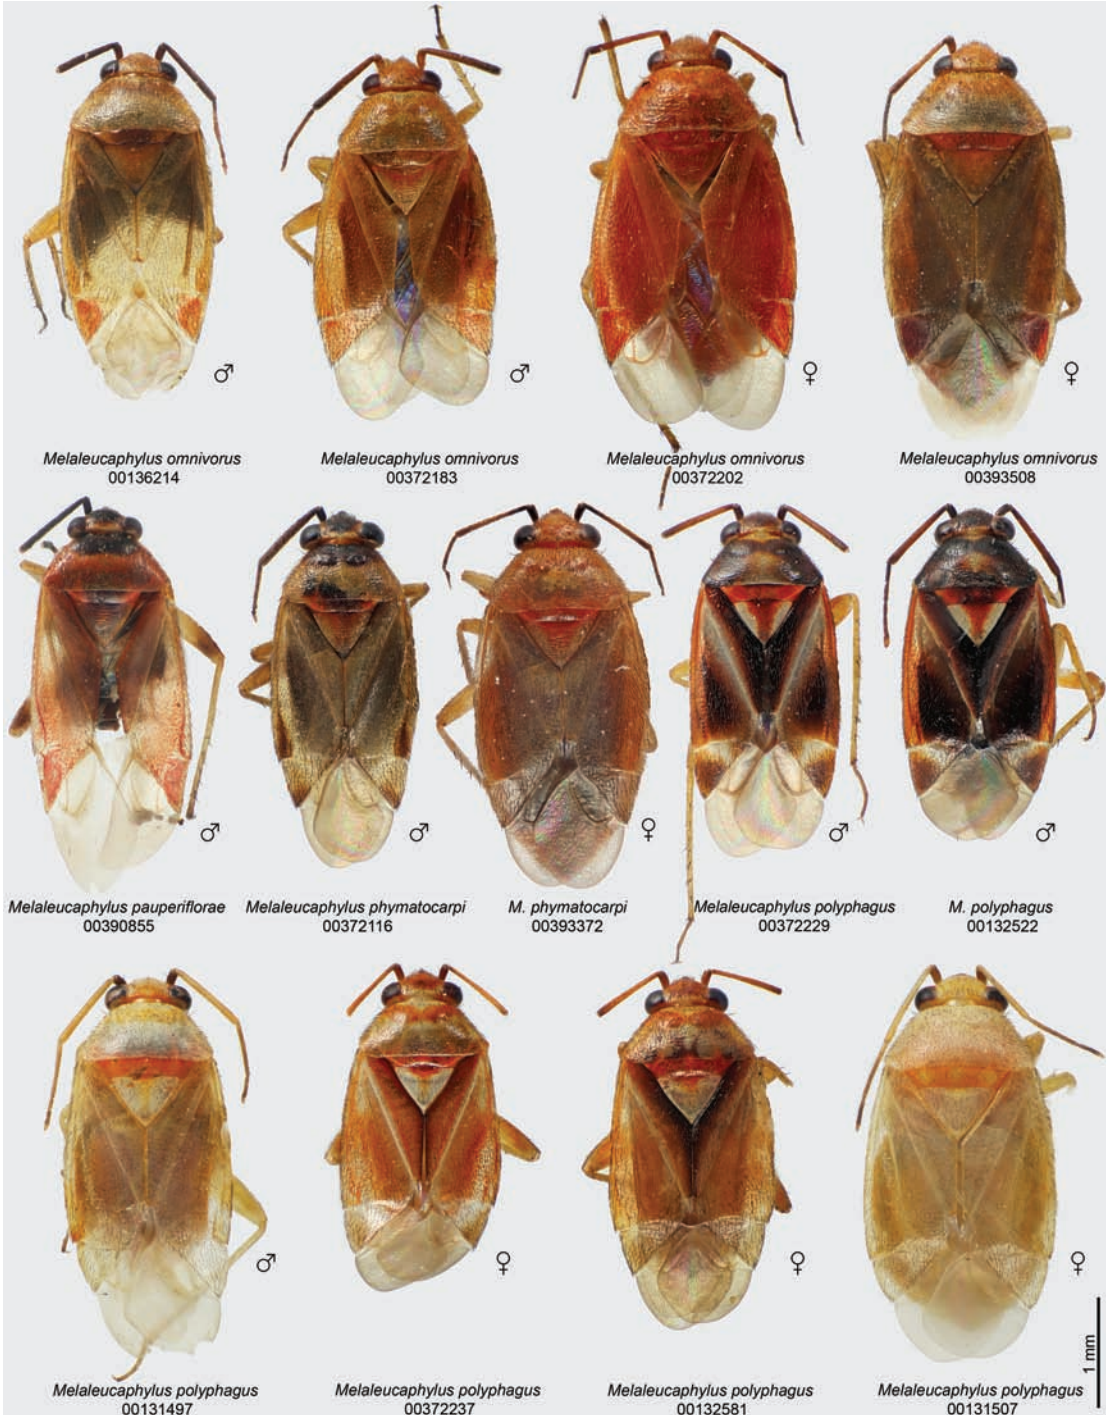 ♂
♂
♀
♀
Melaleucaphylus omnivorus
00136214
Melaleucaphylus omnivorus
00372183
Melaleucaphylus omnivorus
00372202
Melaleucaphylus omnivorus
00393508
♂
♂
♀
♂
♂
Melaleucaphylus pauperiflorae
00390855
Melaleucaphylus phymatocarpi
00372116
M. phymatocarpi
00393372
Melaleucaphylus polyphagus
00372229
M. polyphagus
00132522
♂
♀
♀
♀
1 mm
Melaleucaphylus polyphagus
00131497
Melaleucaphylus polyphagus
00372237
Melaleucaphylus polyphagus
00132581
Melaleucaphylus polyphagus
00131507